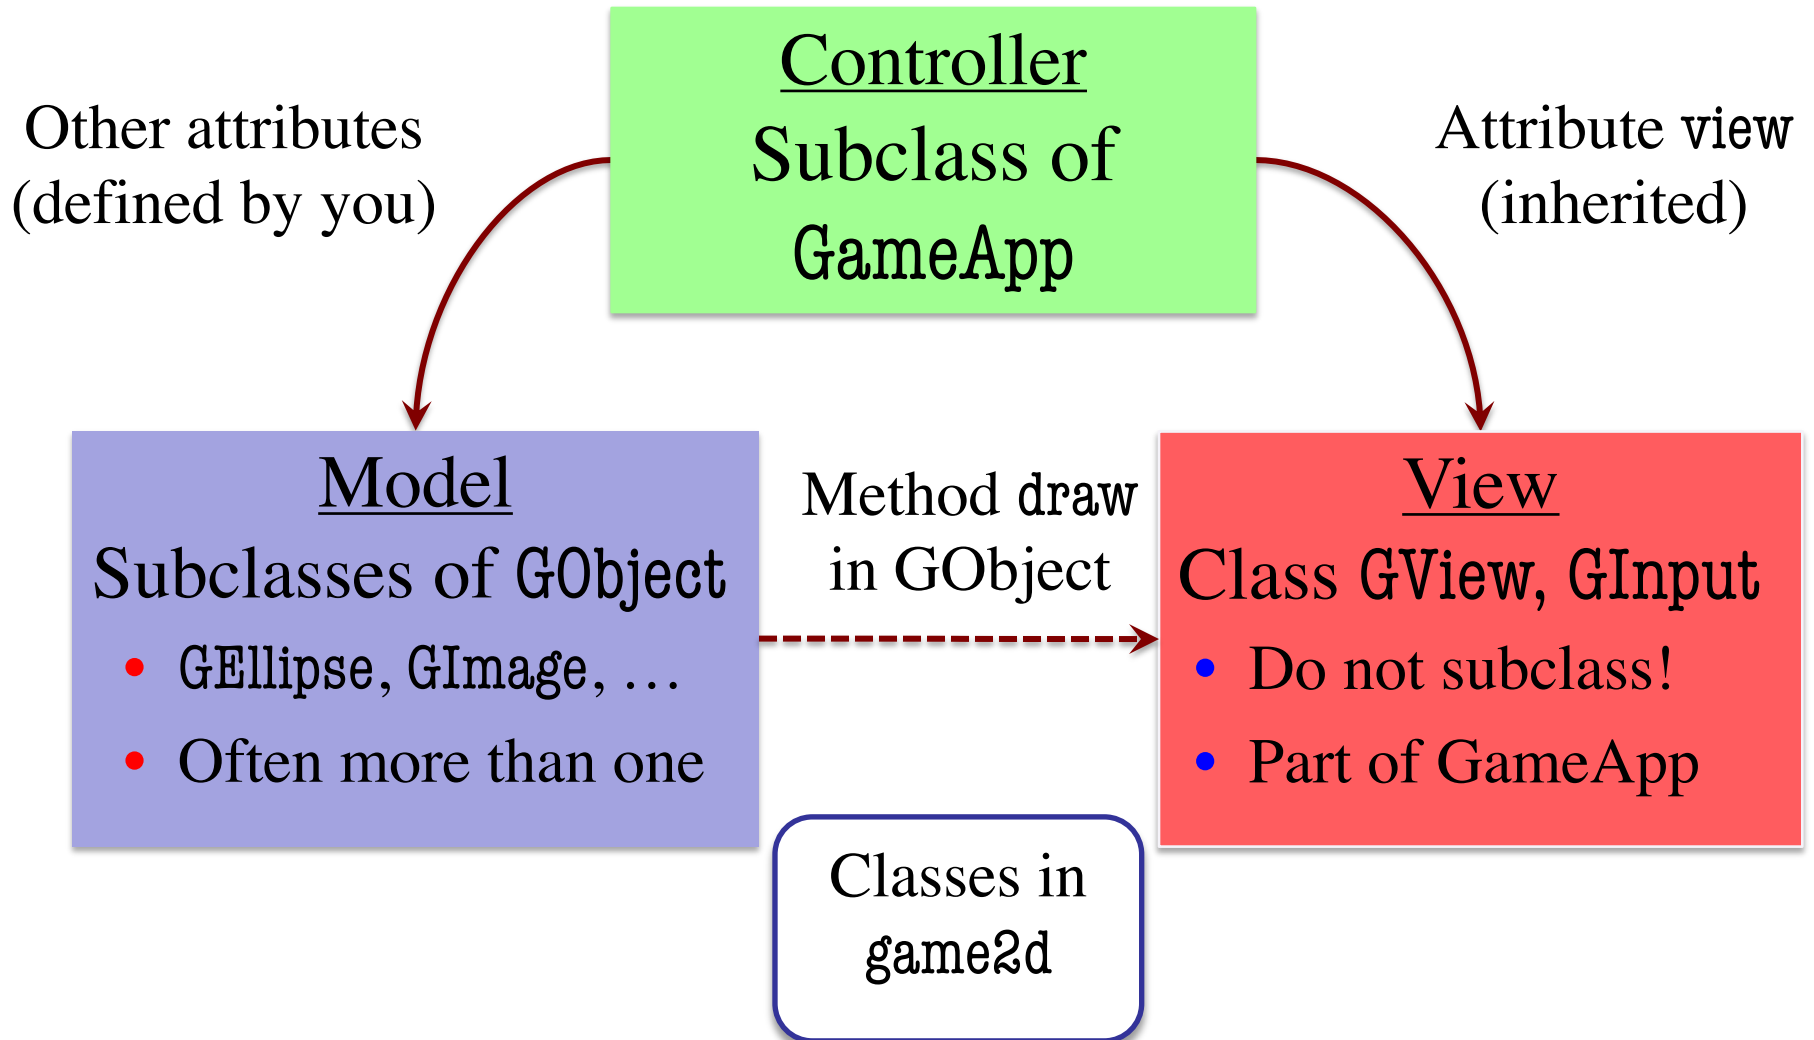 Controller
Subclass of
GameApp
Other attributes
(defined by you)
Attribute view
(inherited)
Model
Subclasses of GObject
• GEllipse, GImage, …
• Often more than one
Method draw
in GObject
View
Class GView, GInput
• Do not subclass!
• Part of GameApp
Classes in
game2d